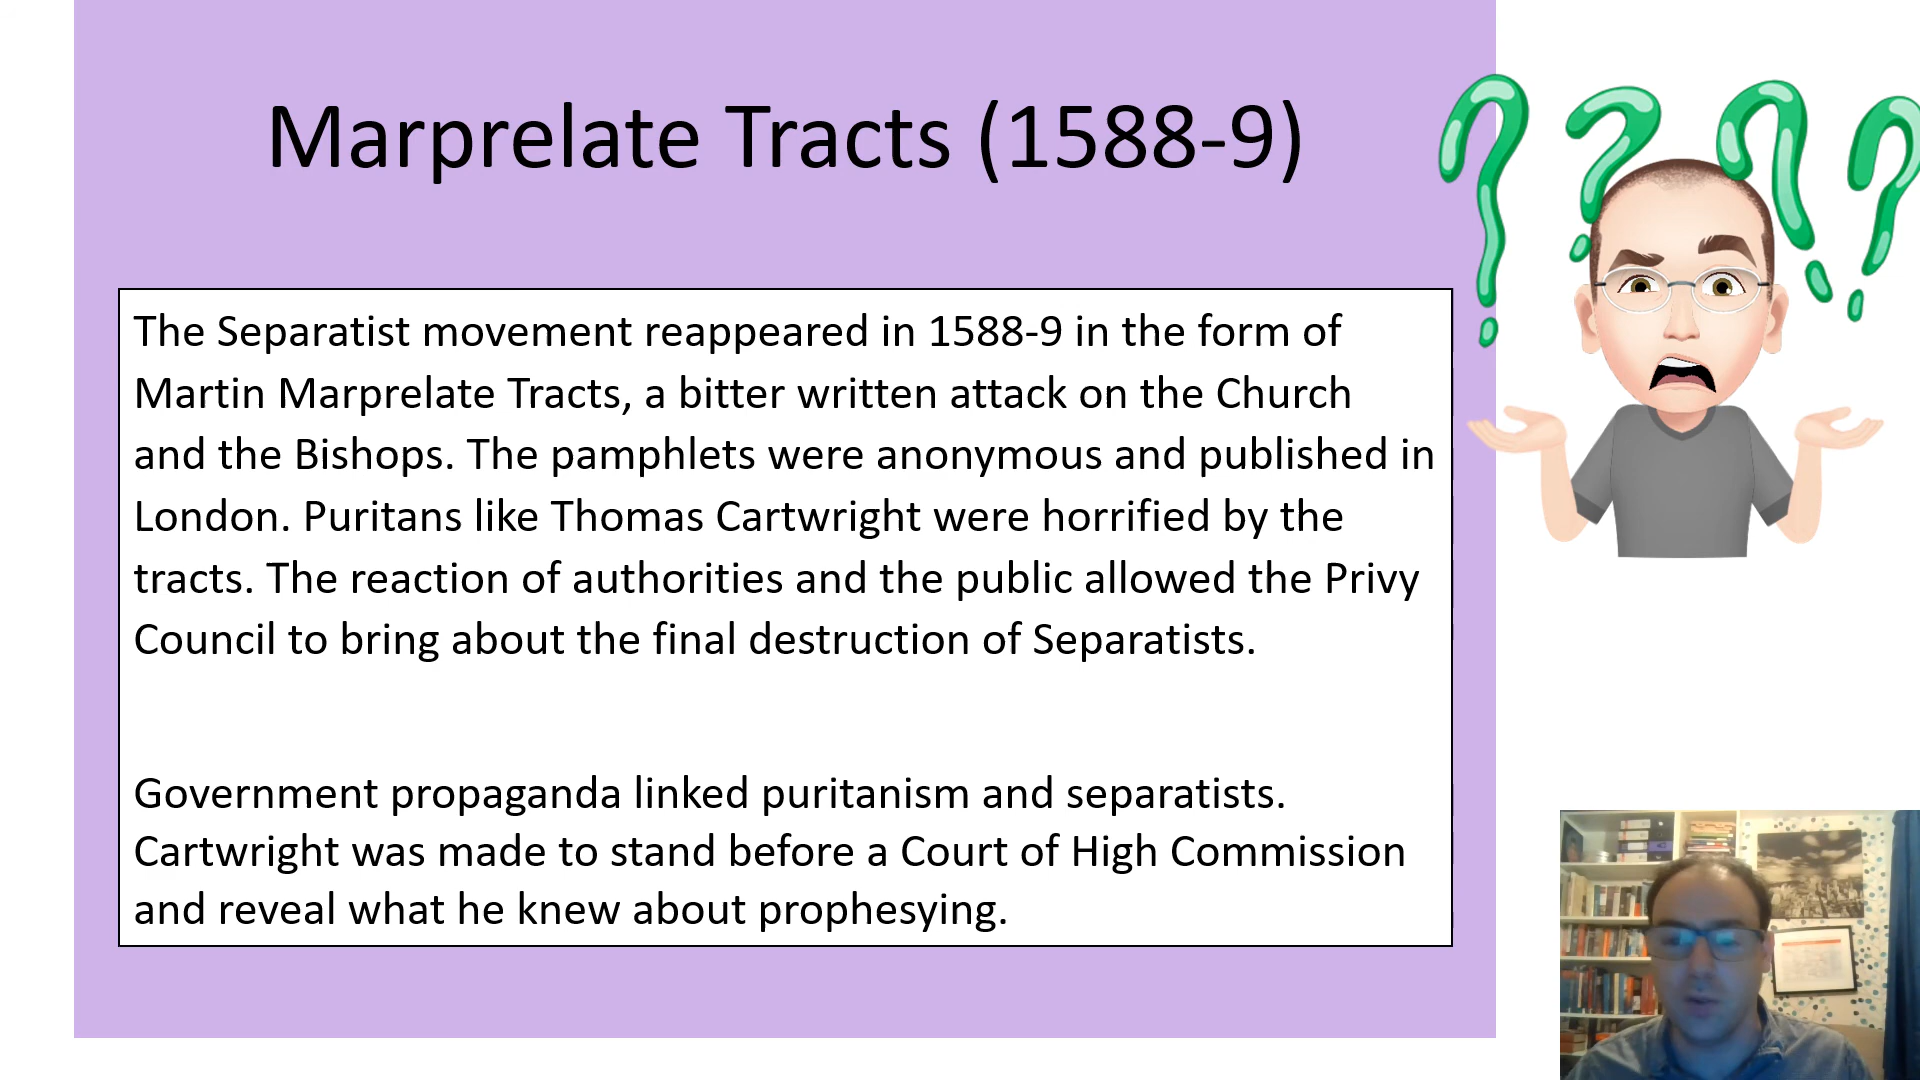 Marprelate Tracts (1588-9)
The Separatist movement reappeared in 1588-9 in the form of
Martin Marprelate Tracts, a bitter written attack on the Church
and the Bishops. The pamphlets were anonymous and published in
London. Puritans like Thomas Cartwright were horrified by the
tracts. The reaction of authorities and the public allowed the Privy
Council to bring about the final destruction of Separatists.
Government propaganda linked puritanism and separatists.
Cartwright was made to stand before a Court of High Commission
and reveal what he knew about prophesying.